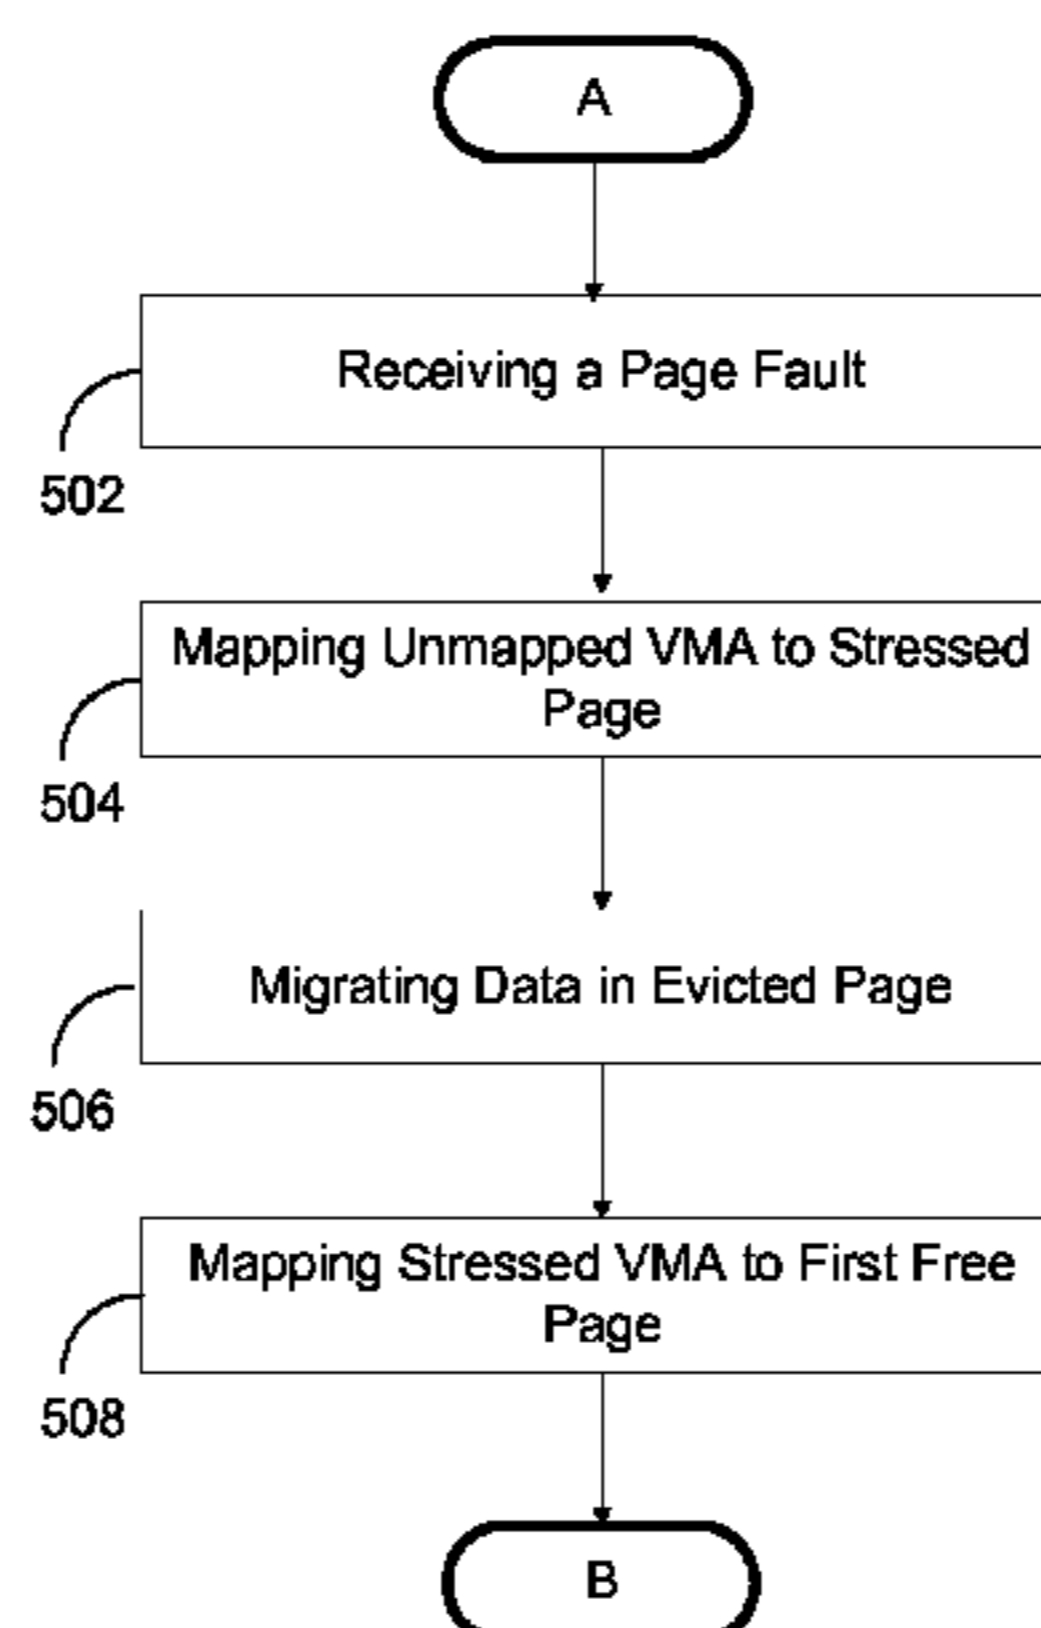 A
Receiving a Page Fault
502
Mapping Unmapped VMA to Stressed
Page
504
Migrating Data in Evicted Page
506
Mapping Stressed VMA to First Free
Page
508
B